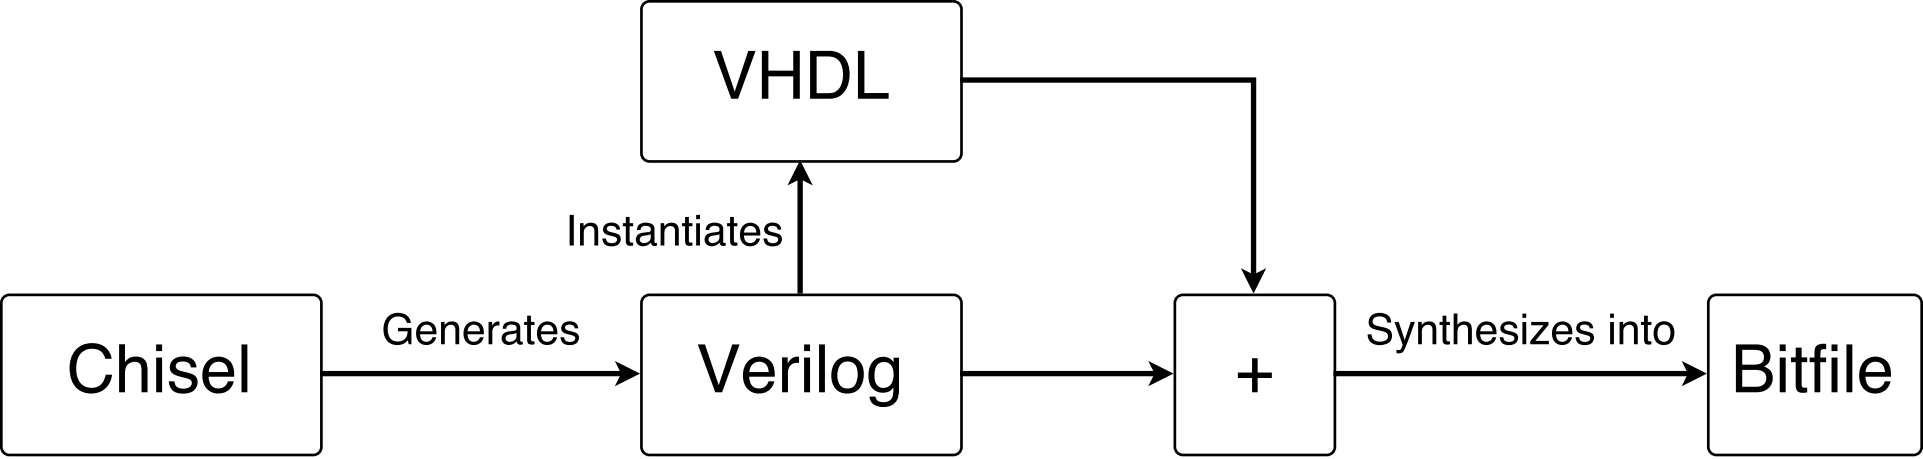 VHDL
Instantiates
Chisel
Generates
Verilog
+
Synthesizes into
Bitfile